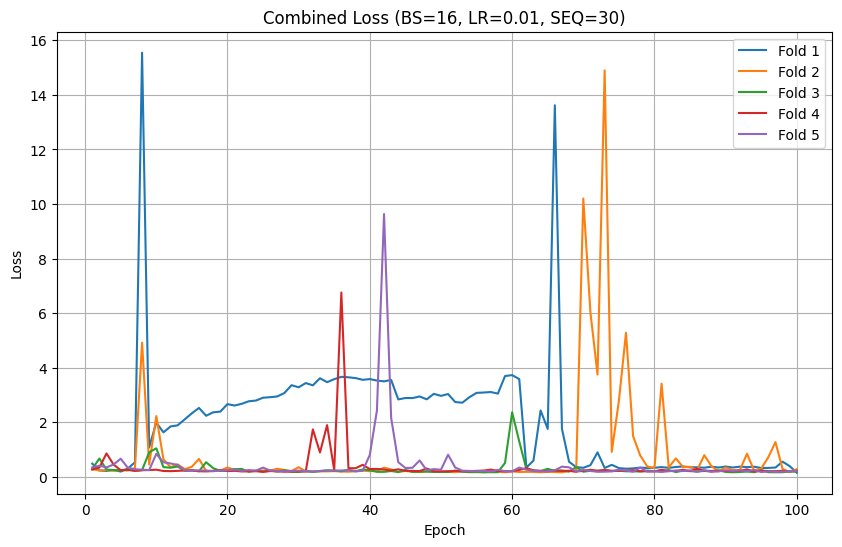 Combined Loss (BS=16, LR=0.01, SEQ=30)
Loss
16
14
12
10
8
6
4
2
0
Fold 1
Fold 2
Fold 3
Fold 4
Fold 5
0 20 40 60 80 100
Epoch